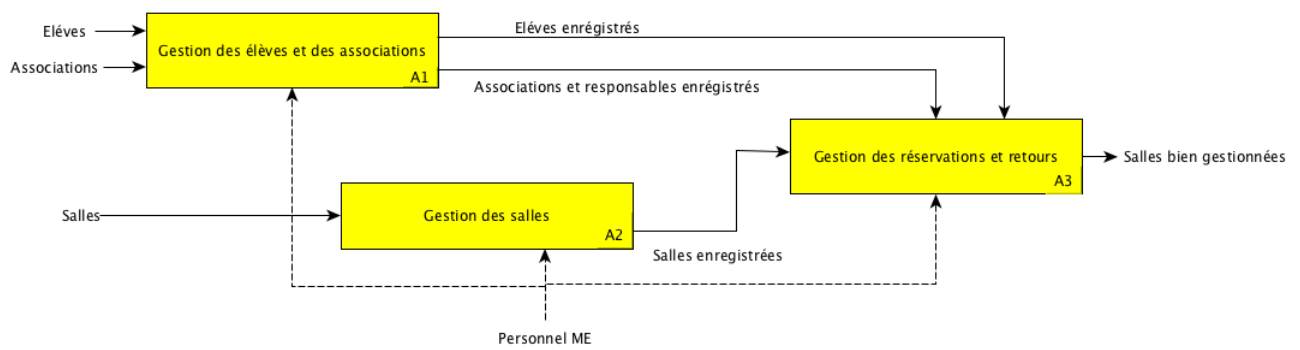 Eléves
Associations
Gestion des élèves et des associations
A1
Eléves enrégistrés
Associations et responsables enrégistrés
Gestion des réservations et retours
A3
Salles bien gestionnées
Salles
Gestion des salles
A2
Salles enregistrées
Personnel ME